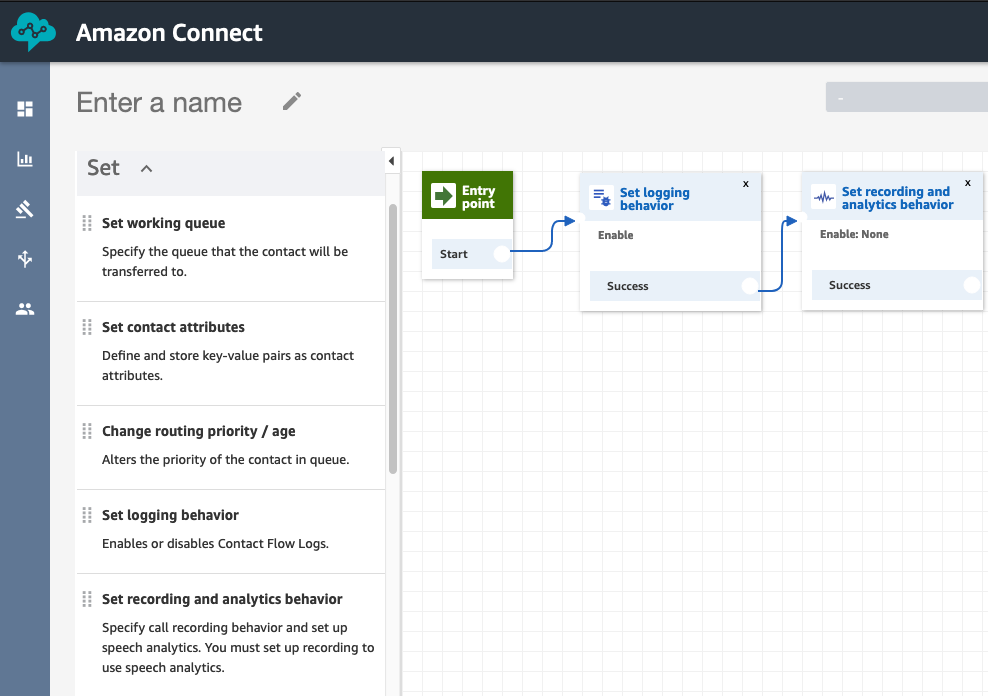 Amazon Connect
Enter a name
-
Set
Set working queue
Specify the queue that the contact will be
transferred to.
Set contact attributes
Define and store key-value pairs as contact
attributes.
Change routing priority / age
Alters the priority of the contact in queue.
Set logging behavior
Enables or disables Contact Flow Logs.
Set recording and analytics behavior
Specify call recording behavior and set up
speech analytics. You must set up recording to
use speech analytics.
Entry
point
Start
Set logging
behavior
x
Enable
Success
Set recording and
analytics behavior
x
Enable: None
Success